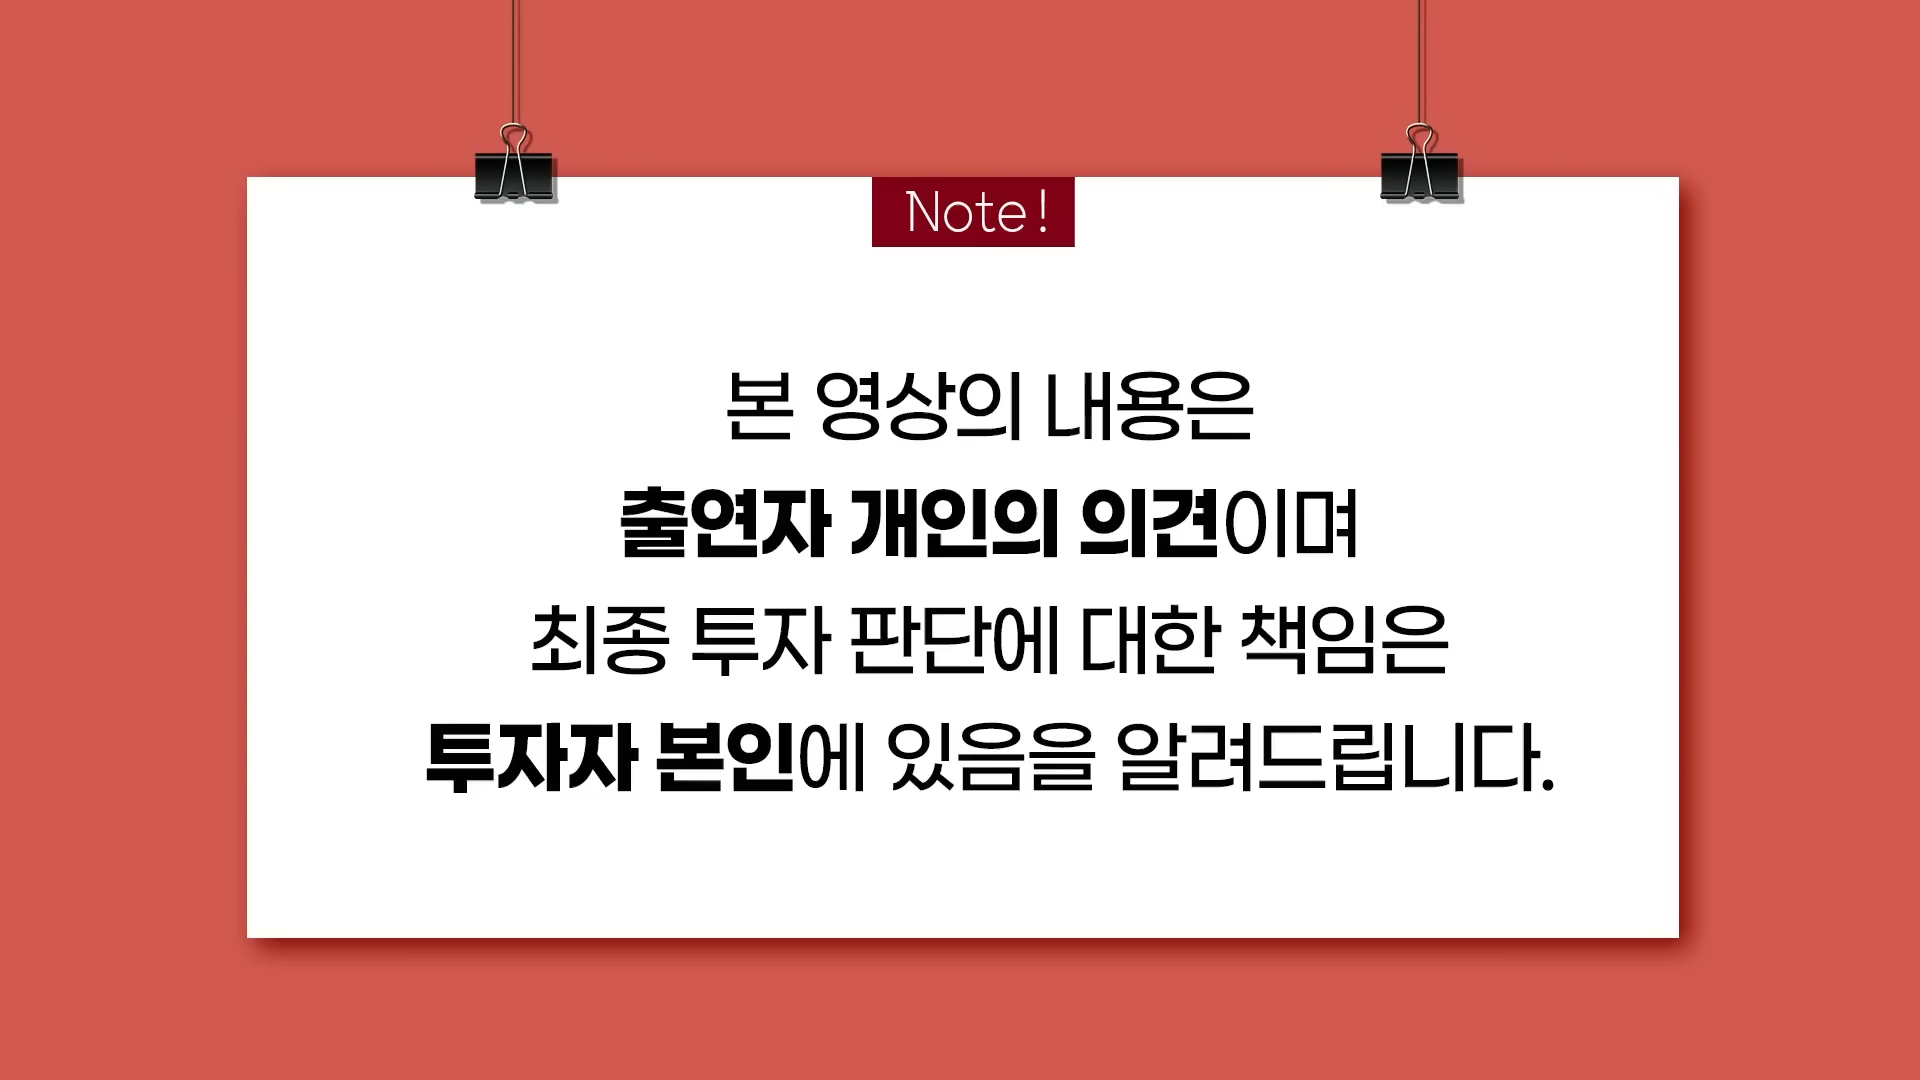 Note!
본 영상의 내용은
출연자 개인의 의견이며
최종 투자 판단에 대한 책임은
투자자 본인에 있음을 알려드립니다.